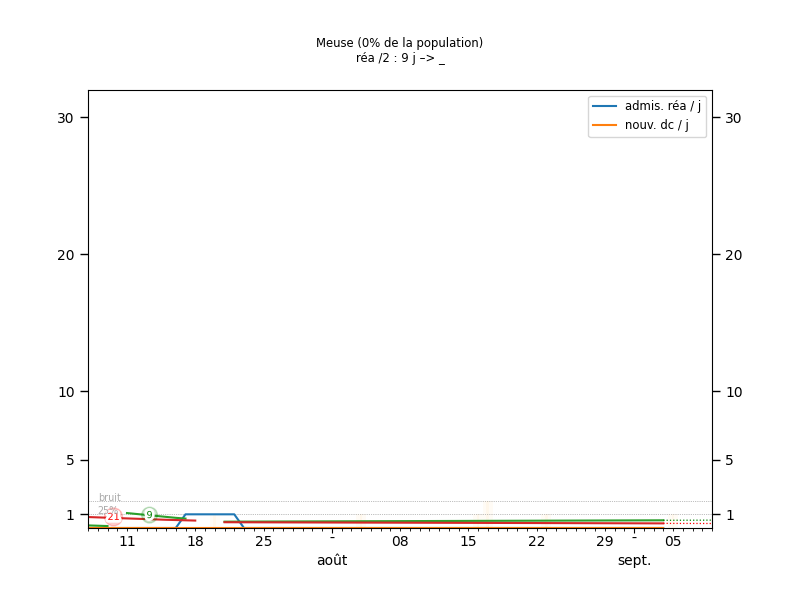 Meuse (0% de la population)
réa /2 : 9 j –> _
admis. réa / j
nouv. dc / j
30 30
20 20
10 10
5 5
bruit
25%
21 9
1 1
11 18 25 - 08 15 22 29 - 05
août sept.